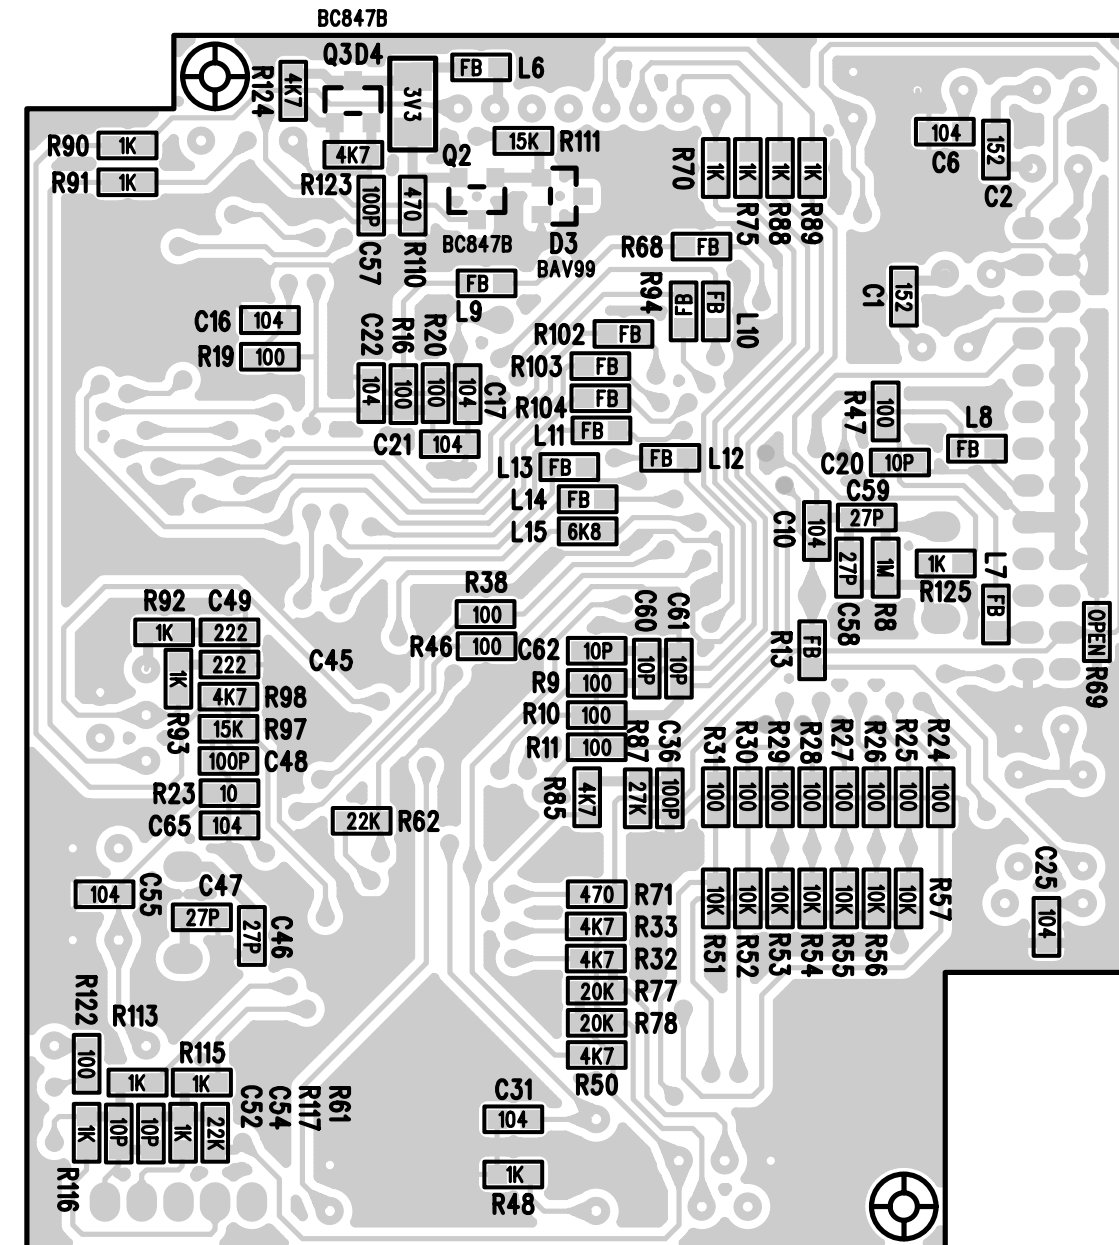 BC847B
Q3D4
FB L6
R124
4K7
3V3
R90 1K
15K R111
104
152
4K7
Q2
R91 1K
R123
R70
1K
1K
1K
1K
C6
C2
100P
470
R75
R88
R89
BC847B
D3
BAV99
R68 FB
C57
R110
FB
L9
R94
FB
FB
L10
C1
152
C16 104
R19 100
C22
R16
R20
R102 FB
R103 FB
104
100
100
104
C17
R104 FB
R47
100
L8
FB
L11 FB
C21 104
L13 FB
FB L12
C20 10P
C59
27P
L14 FB
L15 6K8
C10
104
27P
1M
1K
R125
L7
FB
C58
R8
R38
100
R92
C49
1K
222
R46 100
C60
C61
C62 10P
10P
10P
R13
FB
OPEN
R69
222
C45
1K
R93
4K7 R98
R9 100
15K R97
R10 100
100P C48
R11 100
R87
C36
R31
R30
R29
R28
R27
R26
R25
R24
R23 10
R85
4K7
27K
100P
100
100
100
100
100
100
100
100
C65 104
22K R62
104
C55
C47
27P
27P
C46
470 R71
4K7 R33
4K7 R32
20K R77
20K R78
4K7
R50
10K
10K
10K
10K
10K
10K
10K
R57
R51
R52
R53
R54
R55
R56
C25
104
R122
R113
100
R115
1K
1K
1K
10P
10P
1K
22K
C52
C54
R117
R61
R116
C31
104
1K
R48